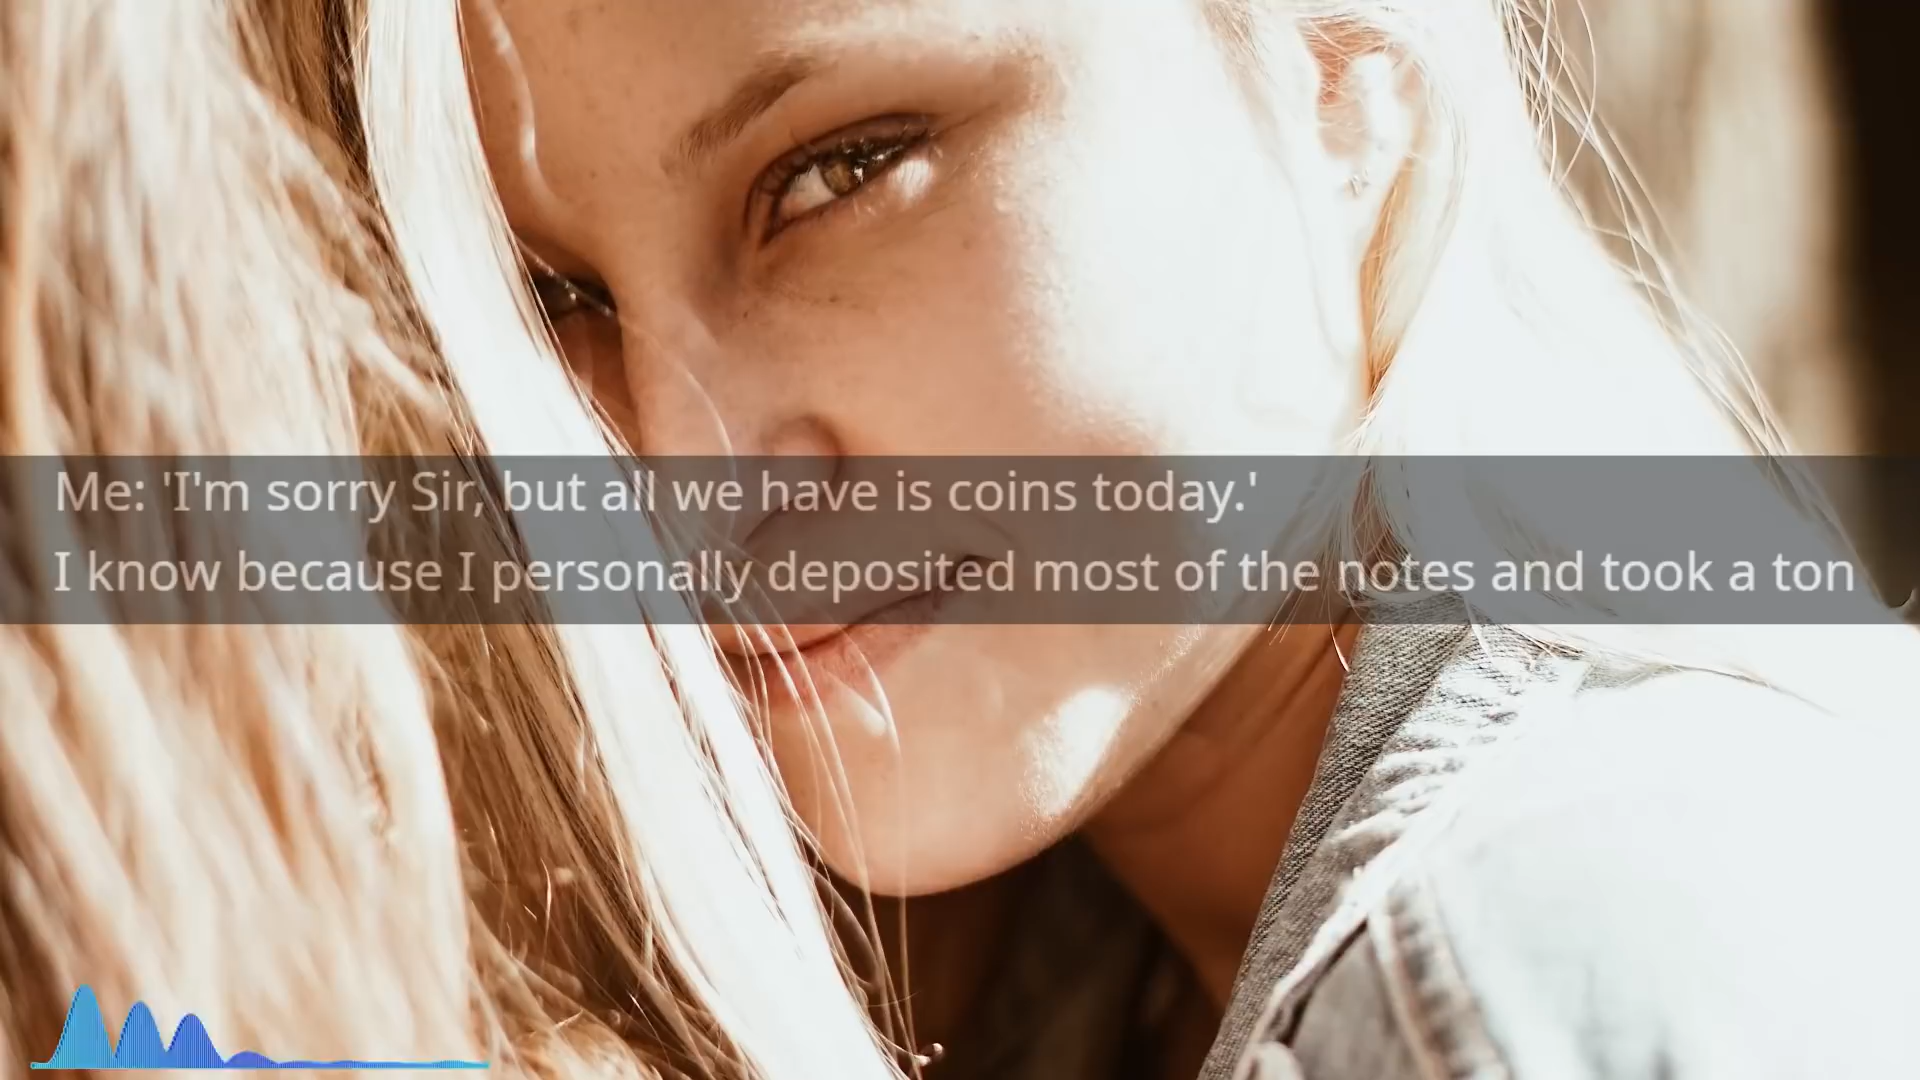 Me: 'I'm sorry Sir, but all we have is coins today.'
I know because I personally deposited most of the notes and took a ton